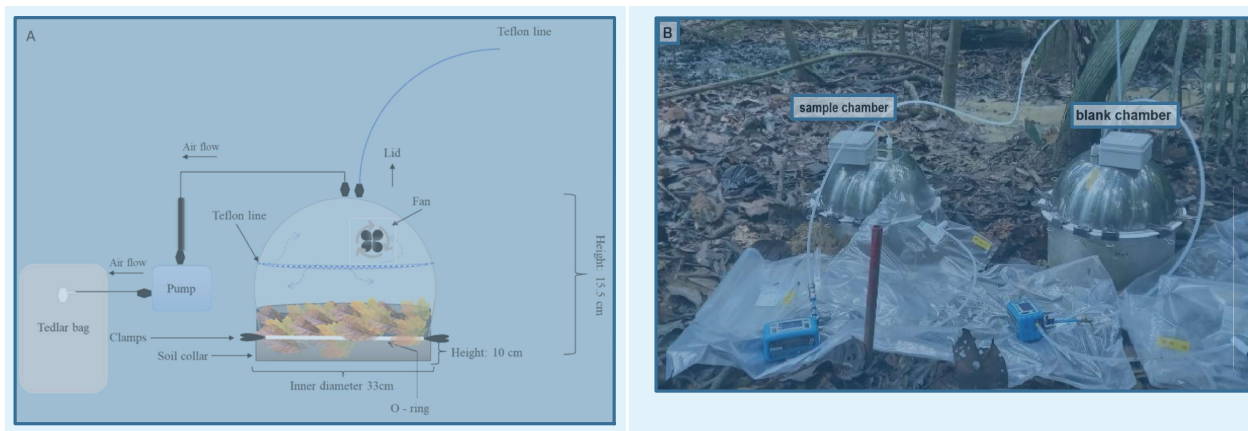 A
Teflon line
Air flow
Lid
Fan
Teflon line
Air flow
Pump
Tedlar bag
Clamps
Soil collar
Height: 15.5 cm
Height: 10 cm
Inner diameter 33cm
O - ring
B
sample chamber
blank chamber